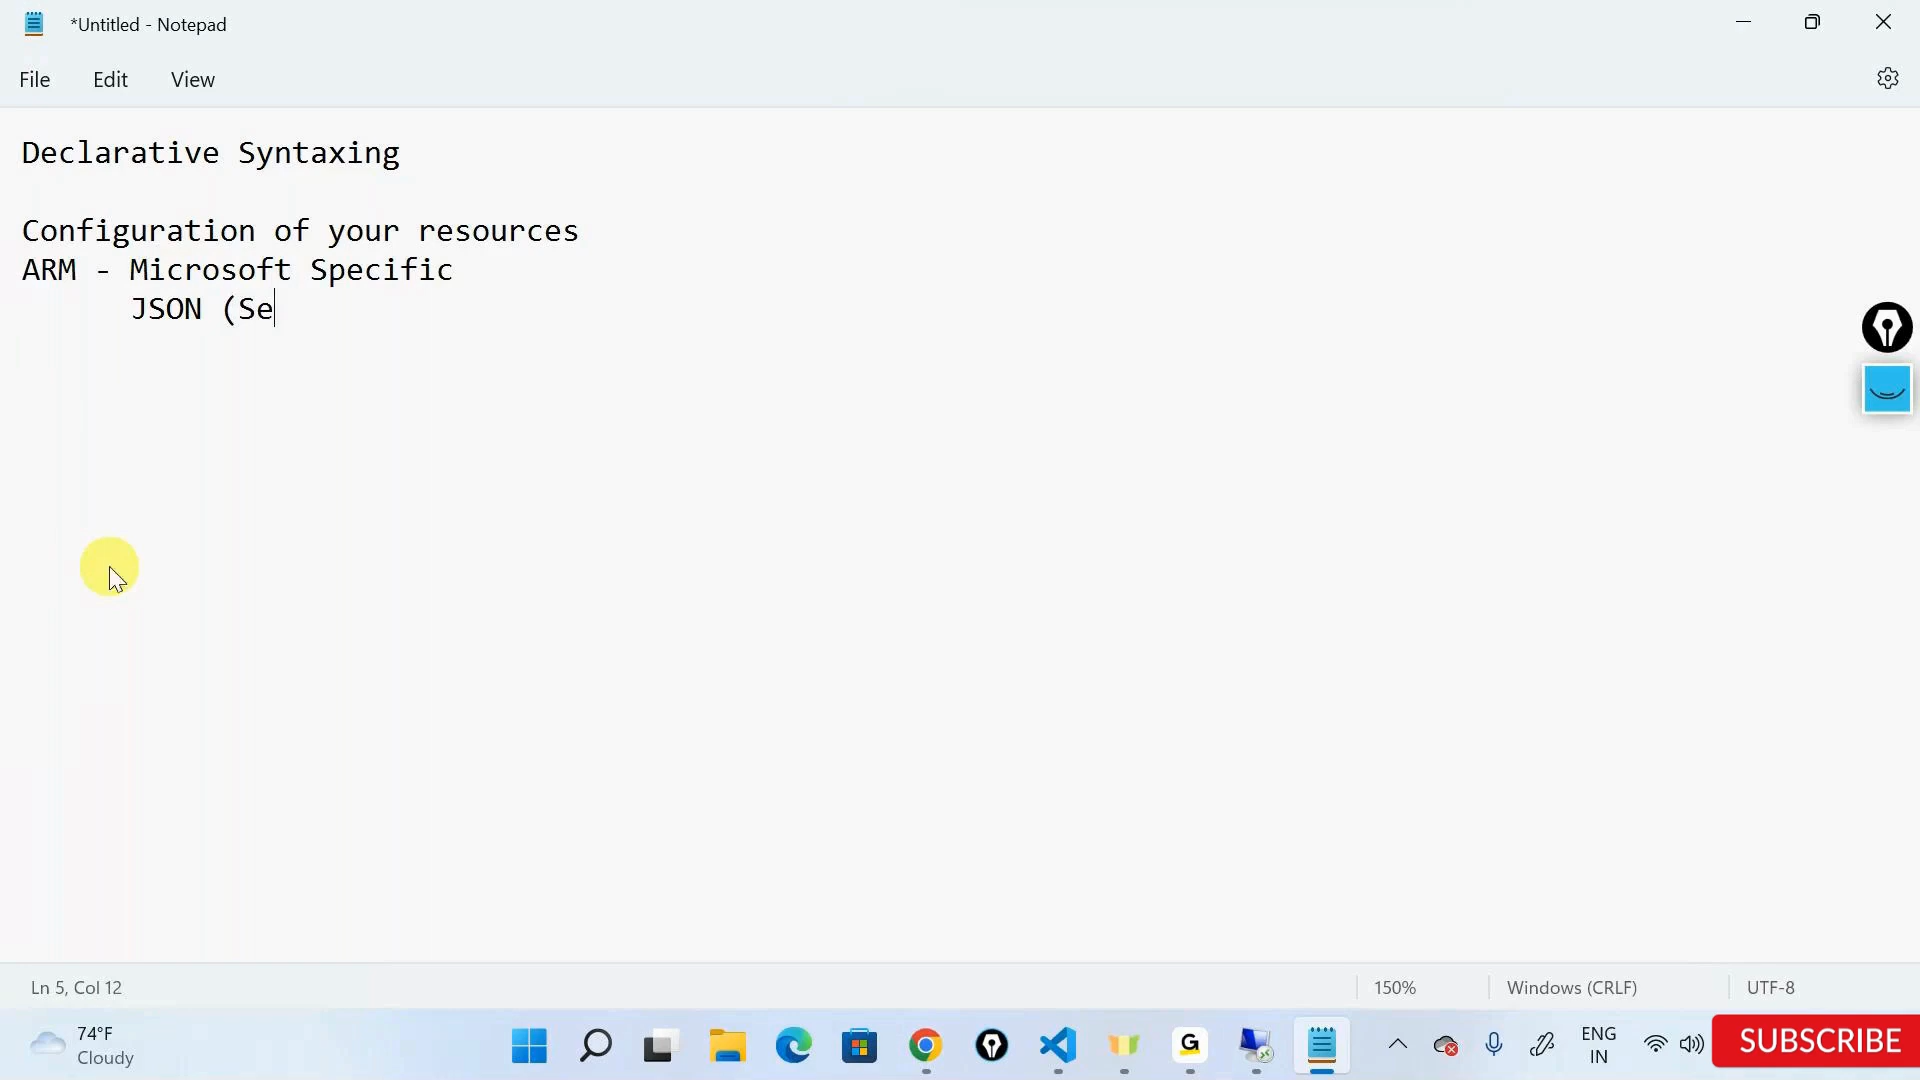 *Untitled - Notepad
File Edit View
Declarative Syntaxing
Configuration of your resources
ARM - Microsoft Specific
JSON (Se
Ln 5, Col 12
150%
Windows (CRLF)
UTF-8
74°F
Cloudy
G
ENG
IN
SUBSCRIBE